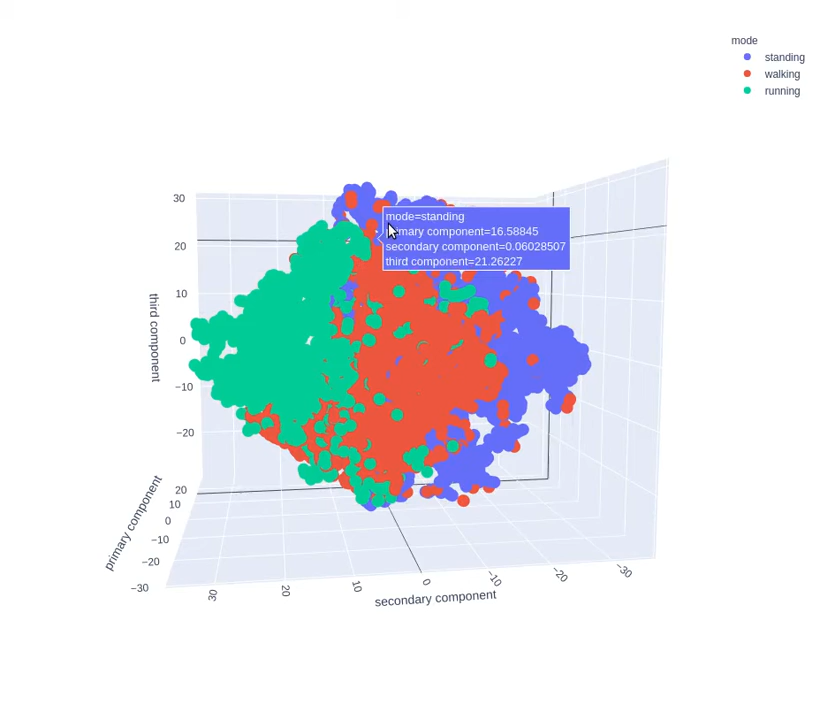 mode
standing
walking
running
mode=standing
imary component=16.58845
secondary component=0.06028507
third component=21.26227
30
20
10
0
−10
−20
third component
20
10
0
−10
−20
−30
primary component
30
20
10
0
−10
−20
−30
secondary component